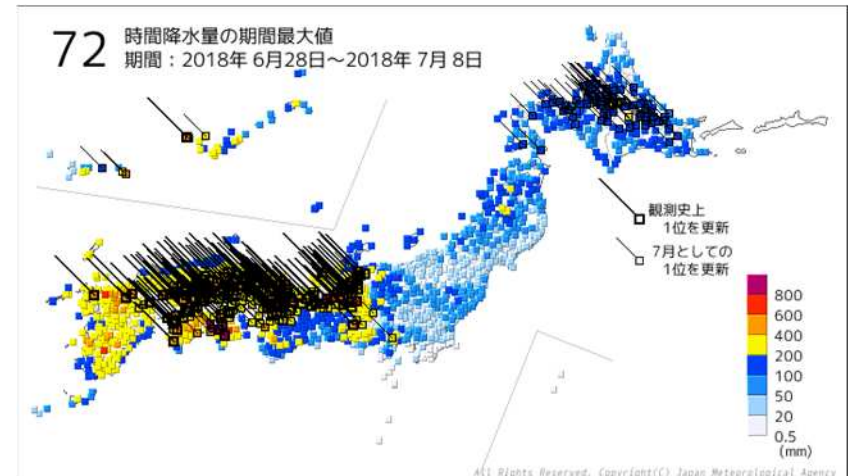 72 時間降水量の期間最大値
期間：2018年 6月28日～2018年 7月 8日
観測史上
1位を更新
7月としての
1位を更新
800
600
400
200
100
50
20
0.5
(mm)
All Rights Reserved. Copyright(C) Japan Meteorological Agency